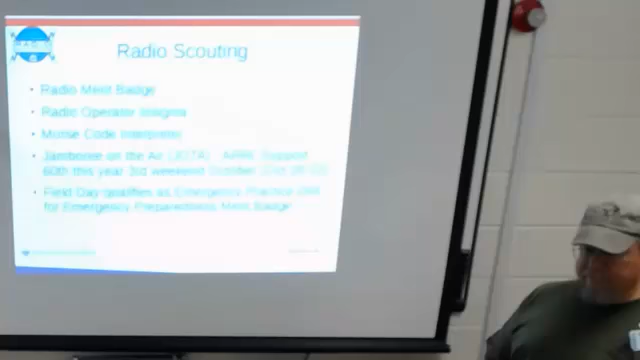 Radio Scouting
Radio Merit Badge
Radio Operator Insignia
Morse Code Interpreter
Jamboree on the Air (JOTA) - ARRL Support
60th this year 3rd weekend October
Field Day qualifies as Emergency Practice
for Emergency Preparedness Merit Badge